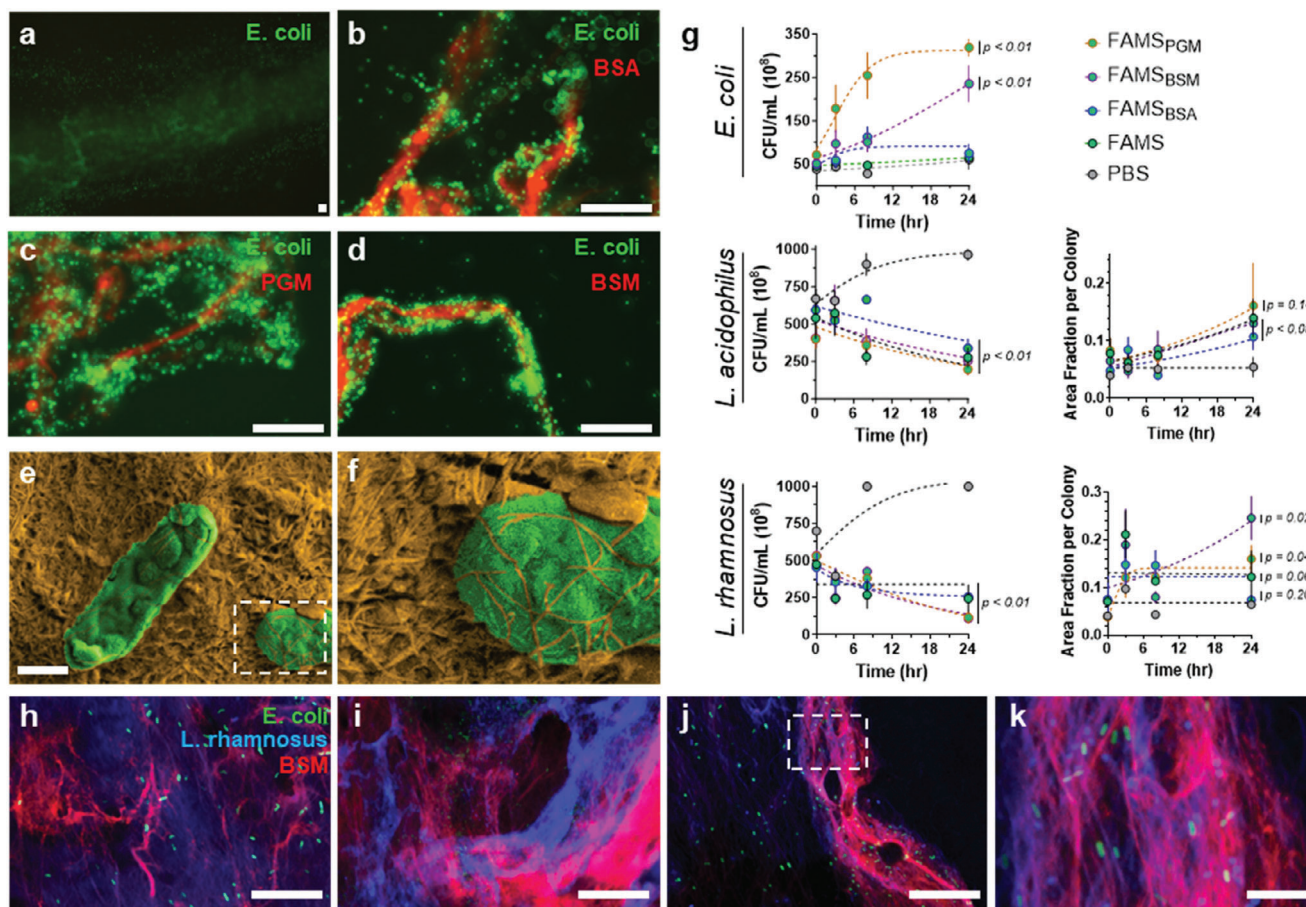 a
E. coli
b
E. coli
BSA
c
E. coli
PGM
d
E. coli
BSM
e
f
g
E. coli
CFU/mL (10⁸)
350
250
150
50
0 6 12 18 24
Time (hr)
p < 0.01
p < 0.01
FAMS_PGM
FAMS_BSM
FAMS_BSA
FAMS
PBS
L. acidophilus
CFU/mL (10⁸)
1000
750
500
250
0
0 6 12 18 24
Time (hr)
p < 0.01
Area Fraction per Colony
0.2
0.1
0.0
0 6 12 18 24
Time (hr)
L. rhamnosus
CFU/mL (10⁸)
1000
750
500
250
0
0 6 12 18 24
Time (hr)
p < 0.01
Area Fraction per Colony
0.3
0.2
0.1
0.0
0 6 12 18 24
Time (hr)
h
E. coli
L. rhamnosus
BSM
i
j
k